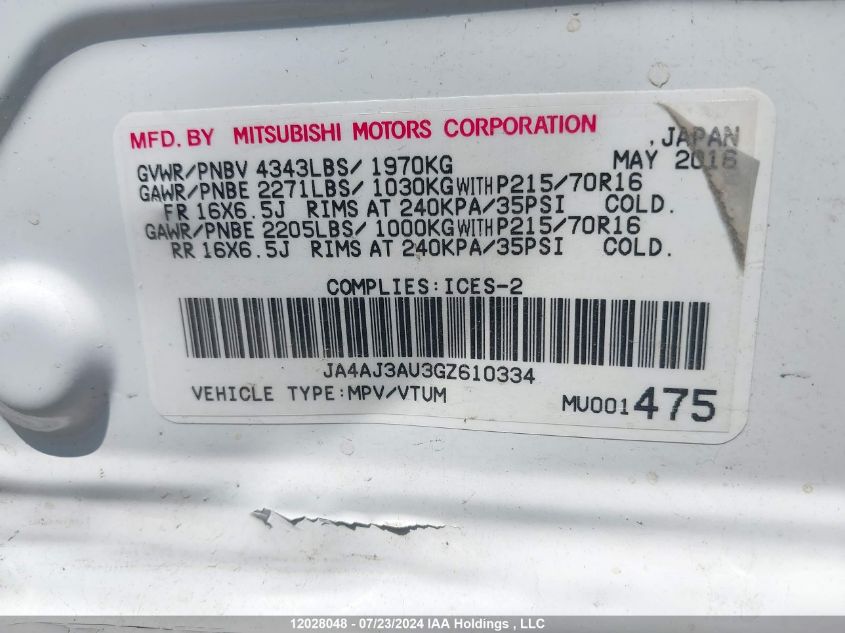 MFD. BY MITSUBISHI MOTORS CORPORATION , JAPAN
GVWR/PNBV 4343LBS/ 1970KG MAY 2016
GAWR/PNBE 2271LBS/ 1030KG WITH P215/70R16
FR 16X6.5J RIMS AT 240KPA/35PSI COLD.
GAWR/PNBE 2205LBS/ 1000KG WITH P215/70R16
RR 16X6.5J RIMS AT 240KPA/35PSI COLD.
COMPLIES:ICES-2
JA4AJ3AU3GZ610334
VEHICLE TYPE:MPV/VTUM MU001475
12028048 - 07/23/2024 IAA Holdings , LLC